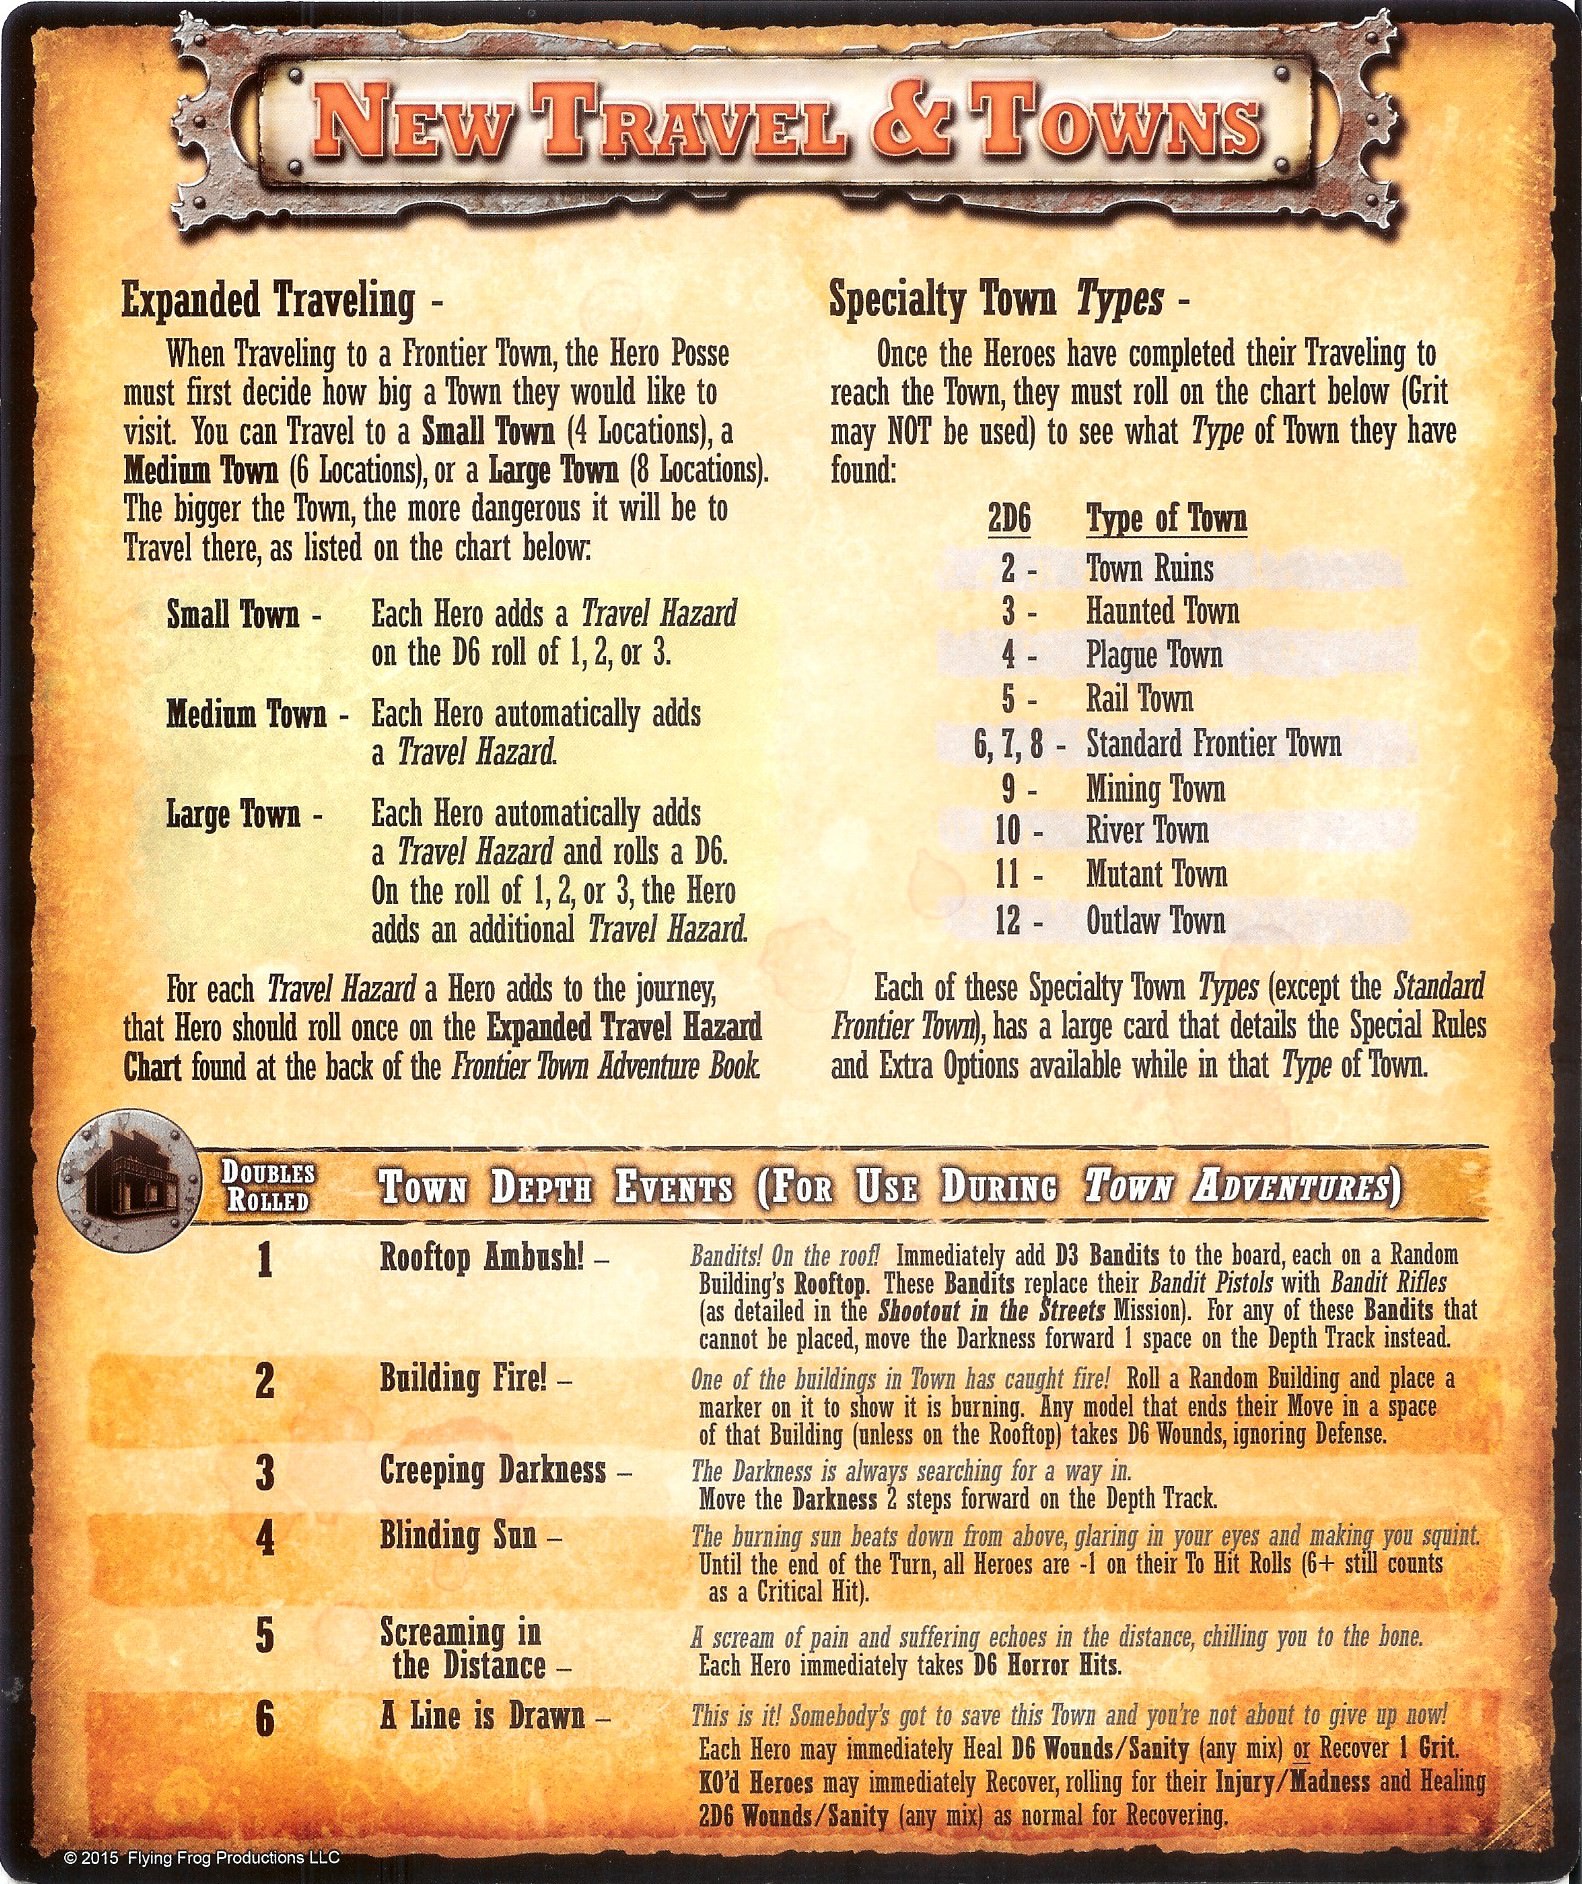 New Travel & Towns
Expanded Traveling -
When Traveling to a Frontier Town, the Hero Posse
must first decide how big a Town they would like to
visit. You can Travel to a Small Town (4 Locations), a
Medium Town (6 Locations), or a Large Town (8 Locations).
The bigger the Town, the more dangerous it will be to
Travel there, as listed on the chart below:
Small Town - Each Hero adds a Travel Hazard
on the D6 roll of 1, 2, or 3.
Medium Town - Each Hero automatically adds
a Travel Hazard.
Large Town - Each Hero automatically adds
a Travel Hazard and rolls a D6.
On the roll of 1, 2, or 3, the Hero
adds an additional Travel Hazard.
For each Travel Hazard a Hero adds to the journey,
that Hero should roll once on the Expanded Travel Hazard
Chart found at the back of the Frontier Town Adventure Book.
Specialty Town Types -
Once the Heroes have completed their Traveling to
reach the Town, they must roll on the chart below (Grit
may NOT be used) to see what Type of Town they have
found:
2D6 Type of Town
2 - Town Ruins
3 - Haunted Town
4 - Plague Town
5 - Rail Town
6, 7, 8 - Standard Frontier Town
9 - Mining Town
10 - River Town
11 - Mutant Town
12 - Outlaw Town
Each of these Specialty Town Types (except the Standard
Frontier Town), has a large card that details the Special Rules
and Extra Options available while in that Type of Town.
Doubles
Rolled
Town Depth Events (For Use During Town Adventures)
1 Rooftop Ambush! – Bandits! On the roof! Immediately add D3 Bandits to the board, each on a Random
Building's Rooftop. These Bandits replace their Bandit Pistols with Bandit Rifles
(as detailed in the Shootout in the Streets Mission). For any of these Bandits that
cannot be placed, move the Darkness forward 1 space on the Depth Track instead.
2 Building Fire! – One of the buildings in Town has caught fire! Roll a Random Building and place a
marker on it to show it is burning. Any model that ends their Move in a space
of that Building (unless on the Rooftop) takes D6 Wounds, ignoring Defense.
3 Creeping Darkness – The Darkness is always searching for a way in.
Move the Darkness 2 steps forward on the Depth Track.
4 Blinding Sun – The burning sun beats down from above, glaring in your eyes and making you squint.
Until the end of the Turn, all Heroes are -1 on their To Hit Rolls (6+ still counts
as a Critical Hit).
5 Screaming in
the Distance – A scream of pain and suffering echoes in the distance, chilling you to the bone.
Each Hero immediately takes D6 Horror Hits.
6 A Line is Drawn – This is it! Somebody's got to save this Town and you're not about to give up now!
Each Hero may immediately Heal D6 Wounds/Sanity (any mix) or Recover 1 Grit.
KO'd Heroes may immediately Recover, rolling for their Injury/Madness and Healing
2D6 Wounds/Sanity (any mix) as normal for Recovering.
© 2015 Flying Frog Productions LLC